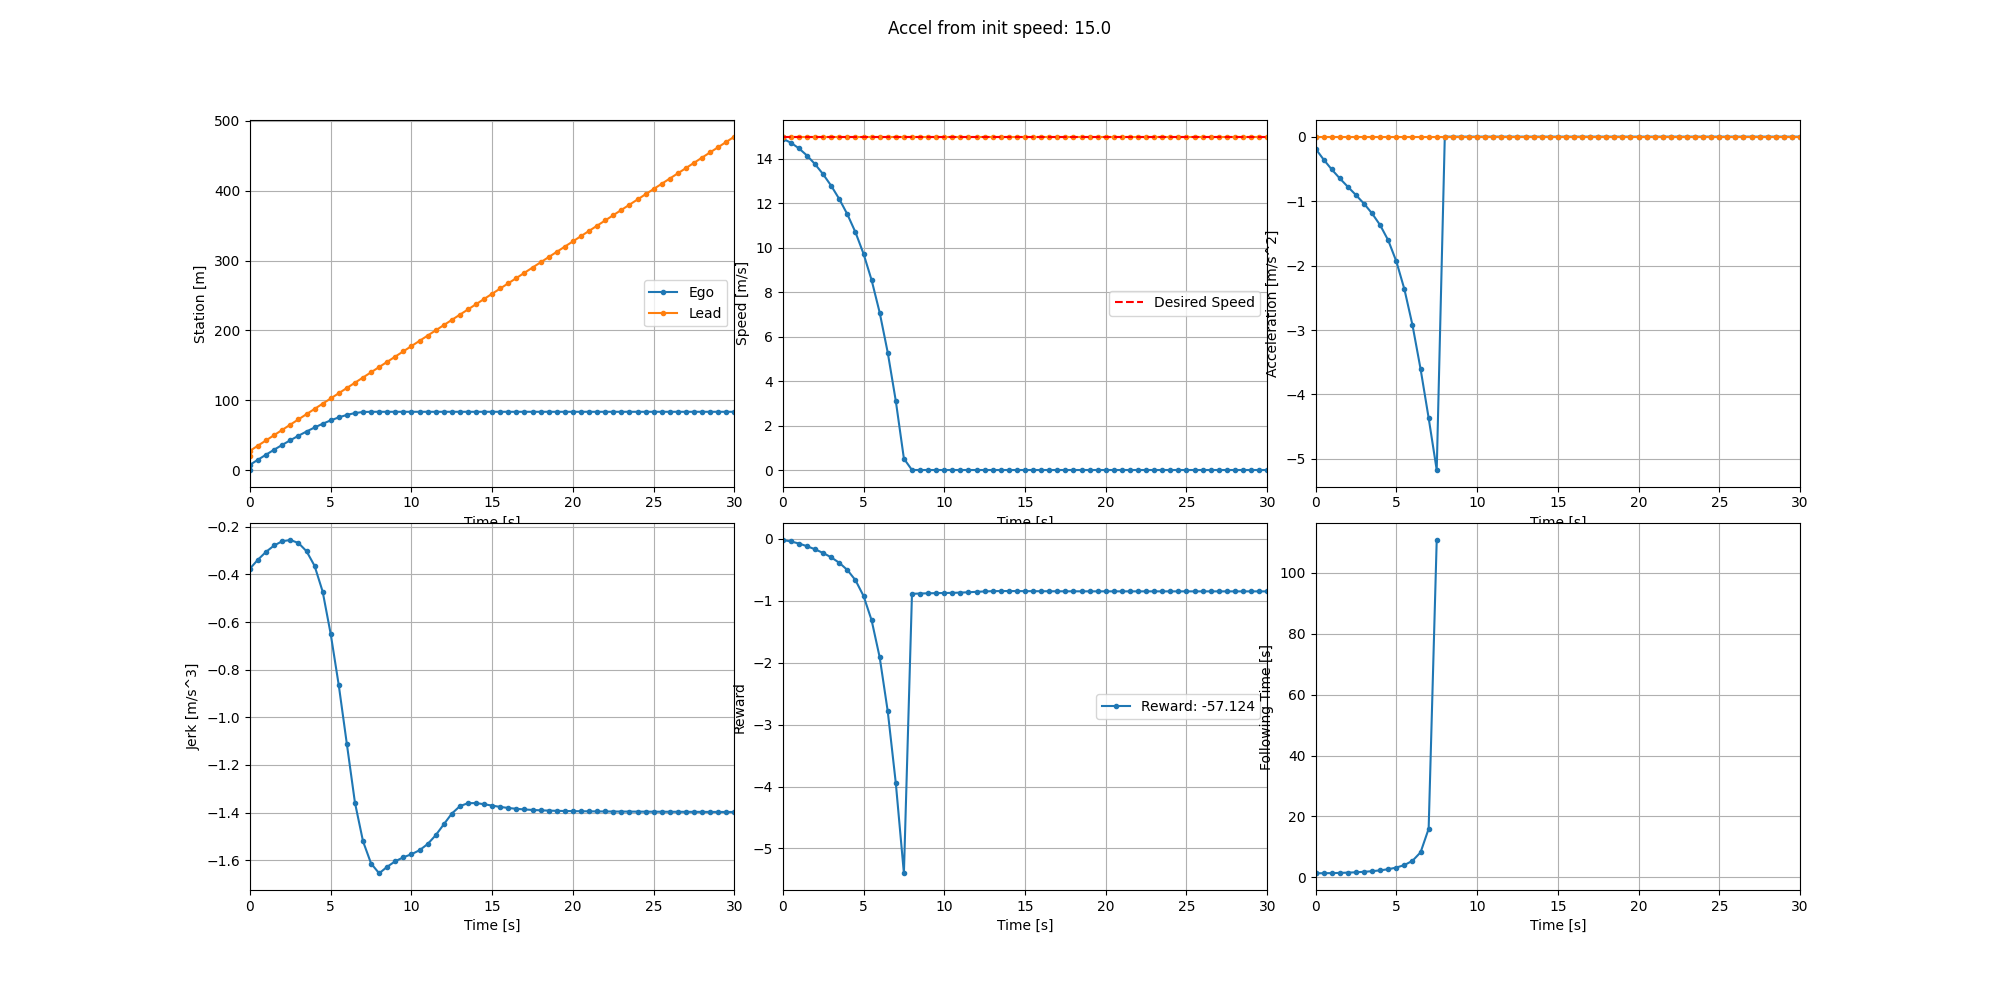 Accel from init speed: 15.0
Station [m]
500
400
300
200
100
0
Ego
Lead
0 5 10 15 20 25 30
Time [s]
Speed [m/s]
14
12
10
8
6
4
2
0
Desired Speed
0 5 10 15 20 25 30
Time [s]
Acceleration [m/s^2]
0
−1
−2
−3
−4
−5
0 5 10 15 20 25 30
Time [s]
Jerk [m/s^3]
−0.2
−0.4
−0.6
−0.8
−1.0
−1.2
−1.4
−1.6
0 5 10 15 20 25 30
Time [s]
Reward
0
−1
−2
−3
−4
−5
Reward: -57.124
0 5 10 15 20 25 30
Time [s]
Following Time [s]
100
80
60
40
20
0
0 5 10 15 20 25 30
Time [s]